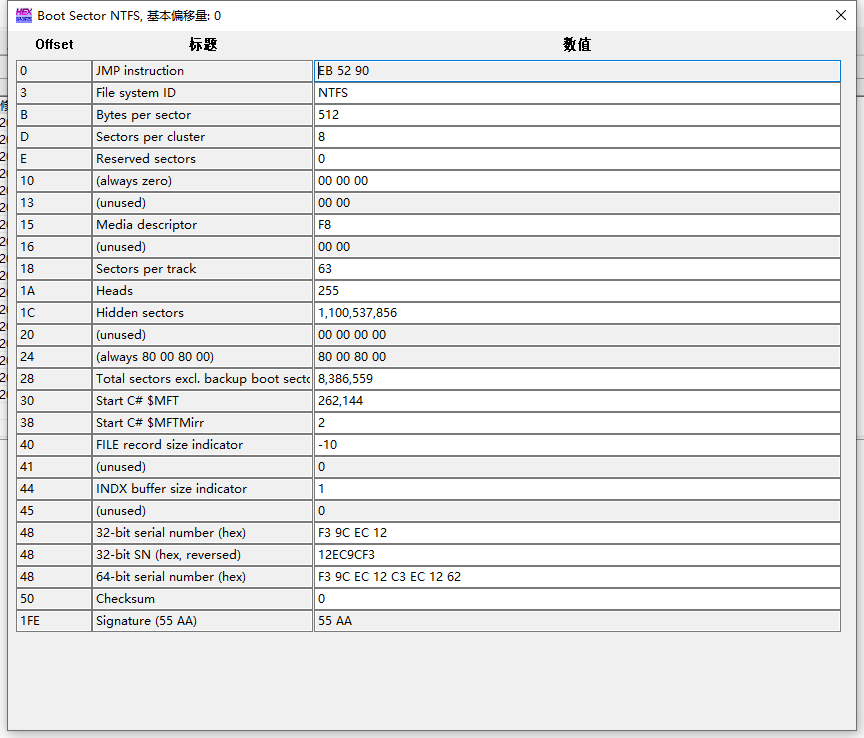 Boot Sector NTFS, 基本偏移量: 0
Offset 标题 数值
0 JMP instruction EB 52 90
3 File system ID NTFS
B Bytes per sector 512
D Sectors per cluster 8
E Reserved sectors 0
10 (always zero) 00 00 00
13 (unused) 00 00
15 Media descriptor F8
16 (unused) 00 00
18 Sectors per track 63
1A Heads 255
1C Hidden sectors 1,100,537,856
20 (unused) 00 00 00 00
24 (always 80 00 80 00) 80 00 80 00
28 Total sectors excl. backup boot sectc 8,386,559
30 Start C# $MFT 262,144
38 Start C# $MFTMirr 2
40 FILE record size indicator -10
41 (unused) 0
44 INDX buffer size indicator 1
45 (unused) 0
48 32-bit serial number (hex) F3 9C EC 12
48 32-bit SN (hex, reversed) 12EC9CF3
48 64-bit serial number (hex) F3 9C EC 12 C3 EC 12 62
50 Checksum 0
1FE Signature (55 AA) 55 AA